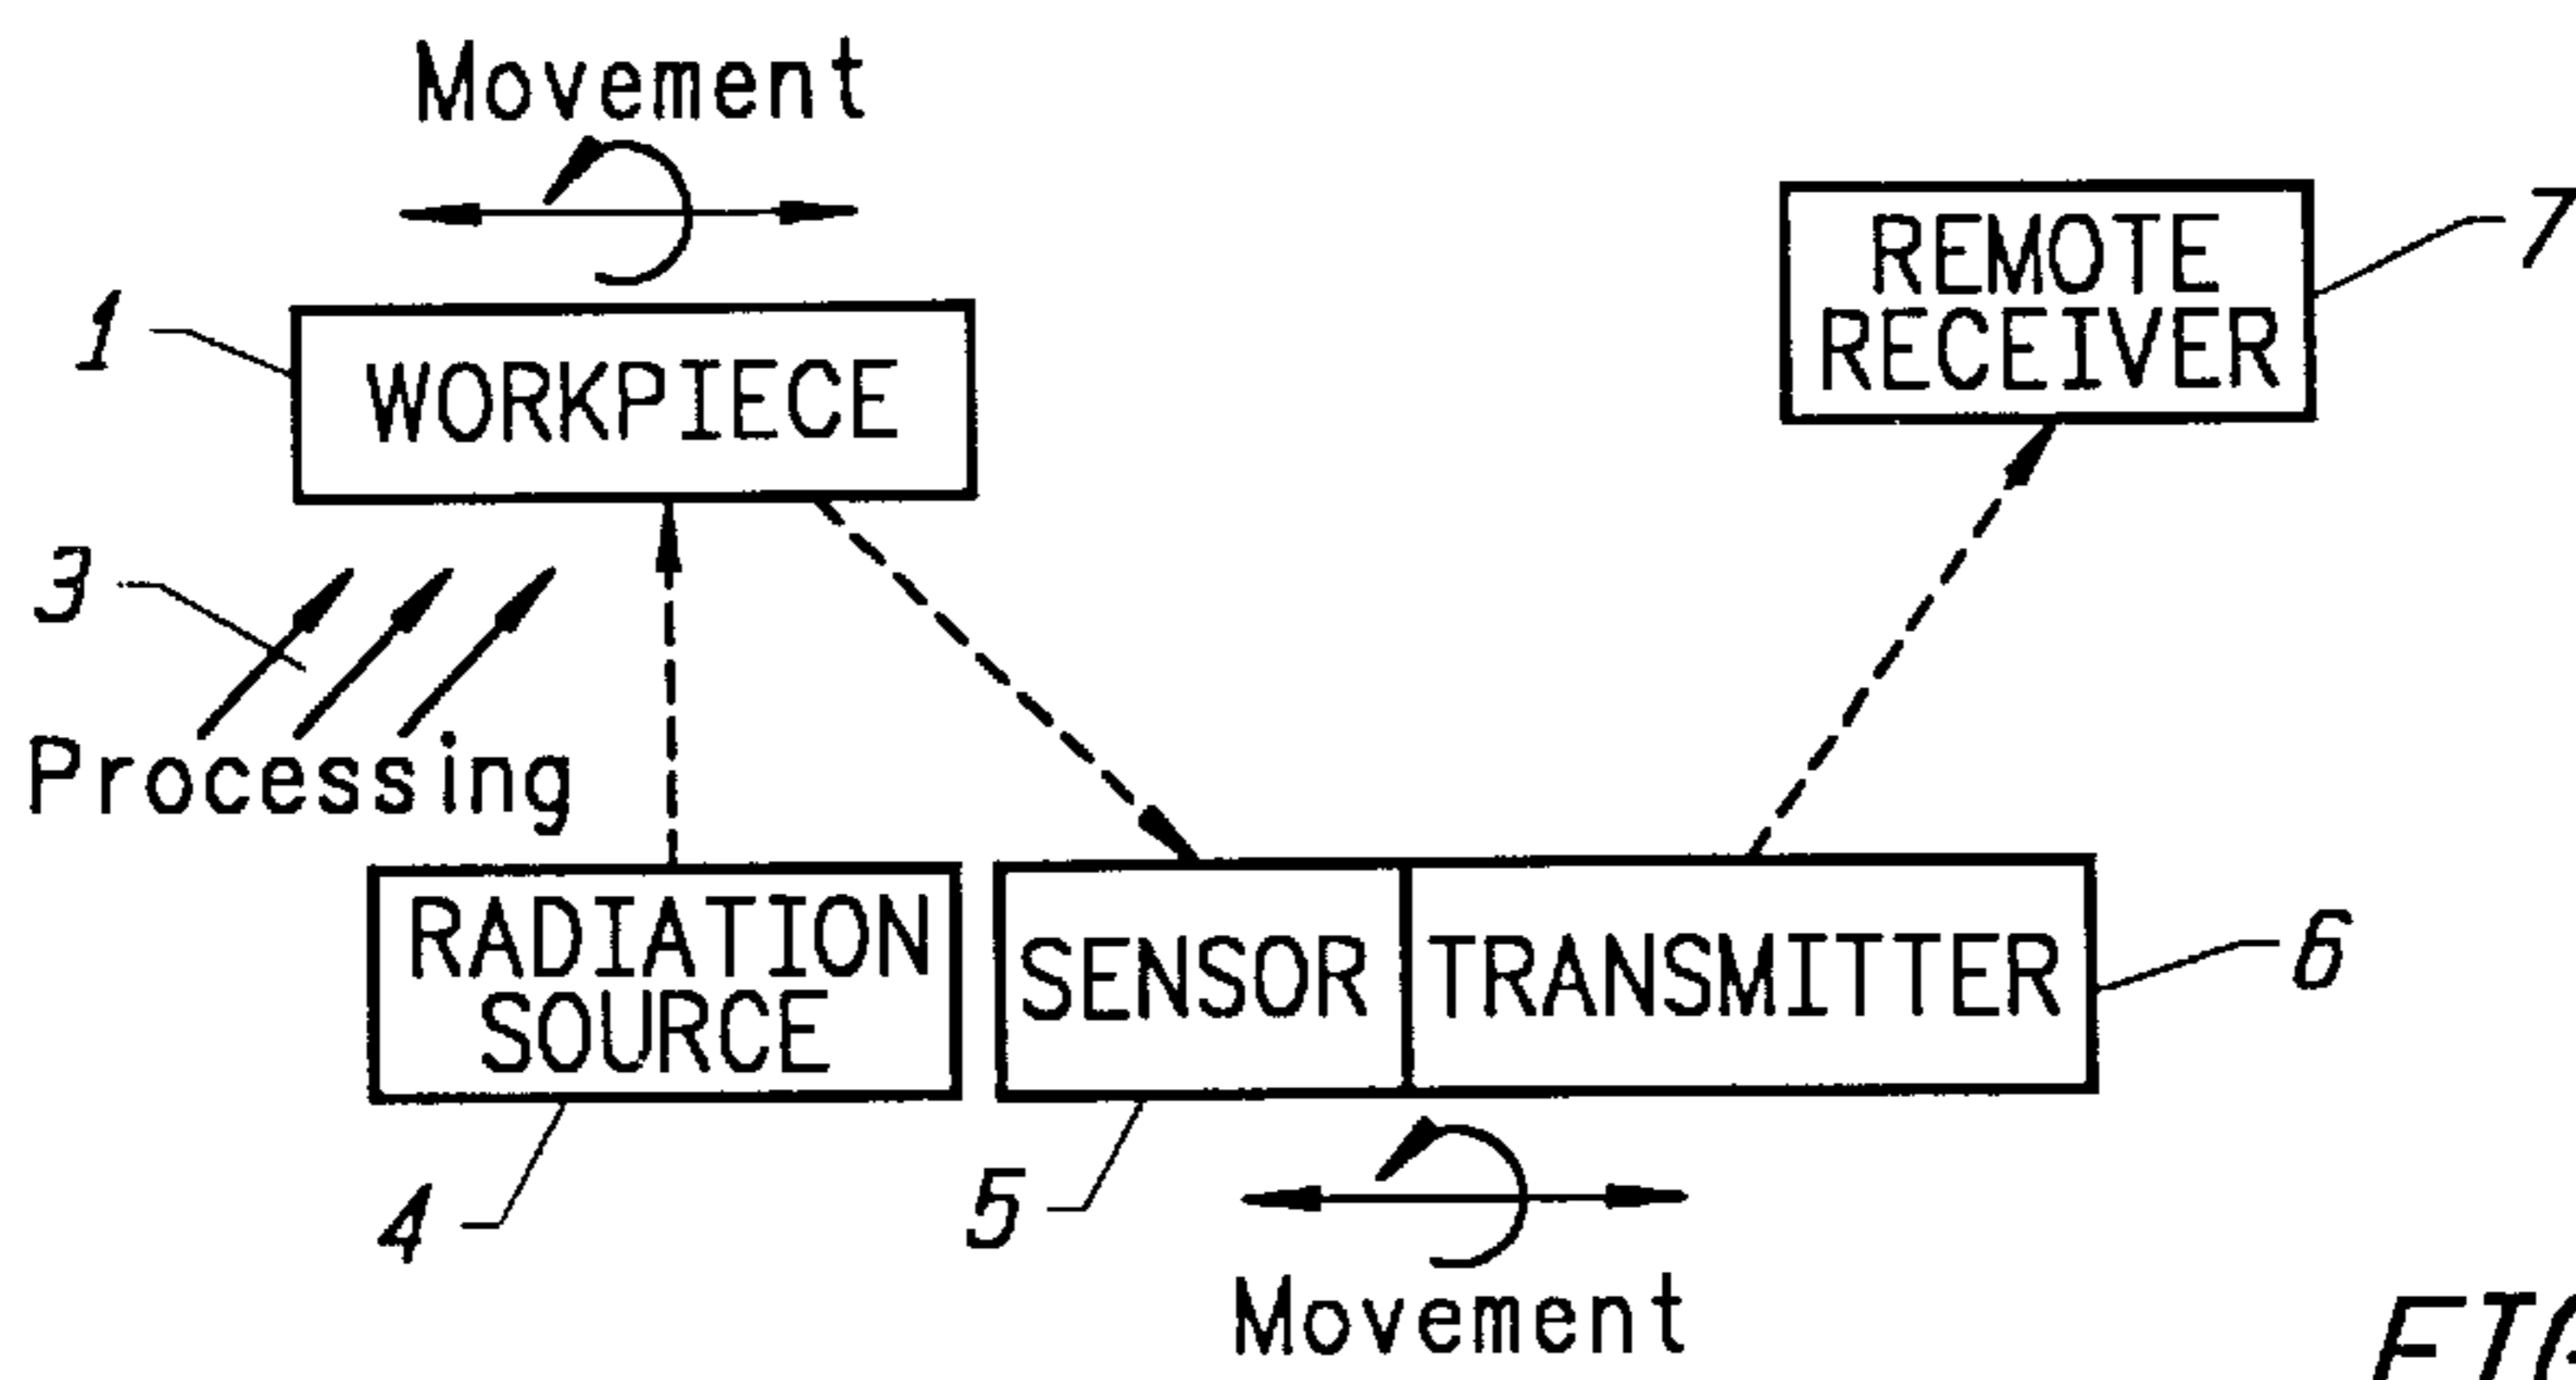 Movement
1
WORKPIECE
REMOTE
RECEIVER
7
3
Processing
RADIATION
SOURCE
SENSOR
TRANSMITTER
6
4
5
Movement